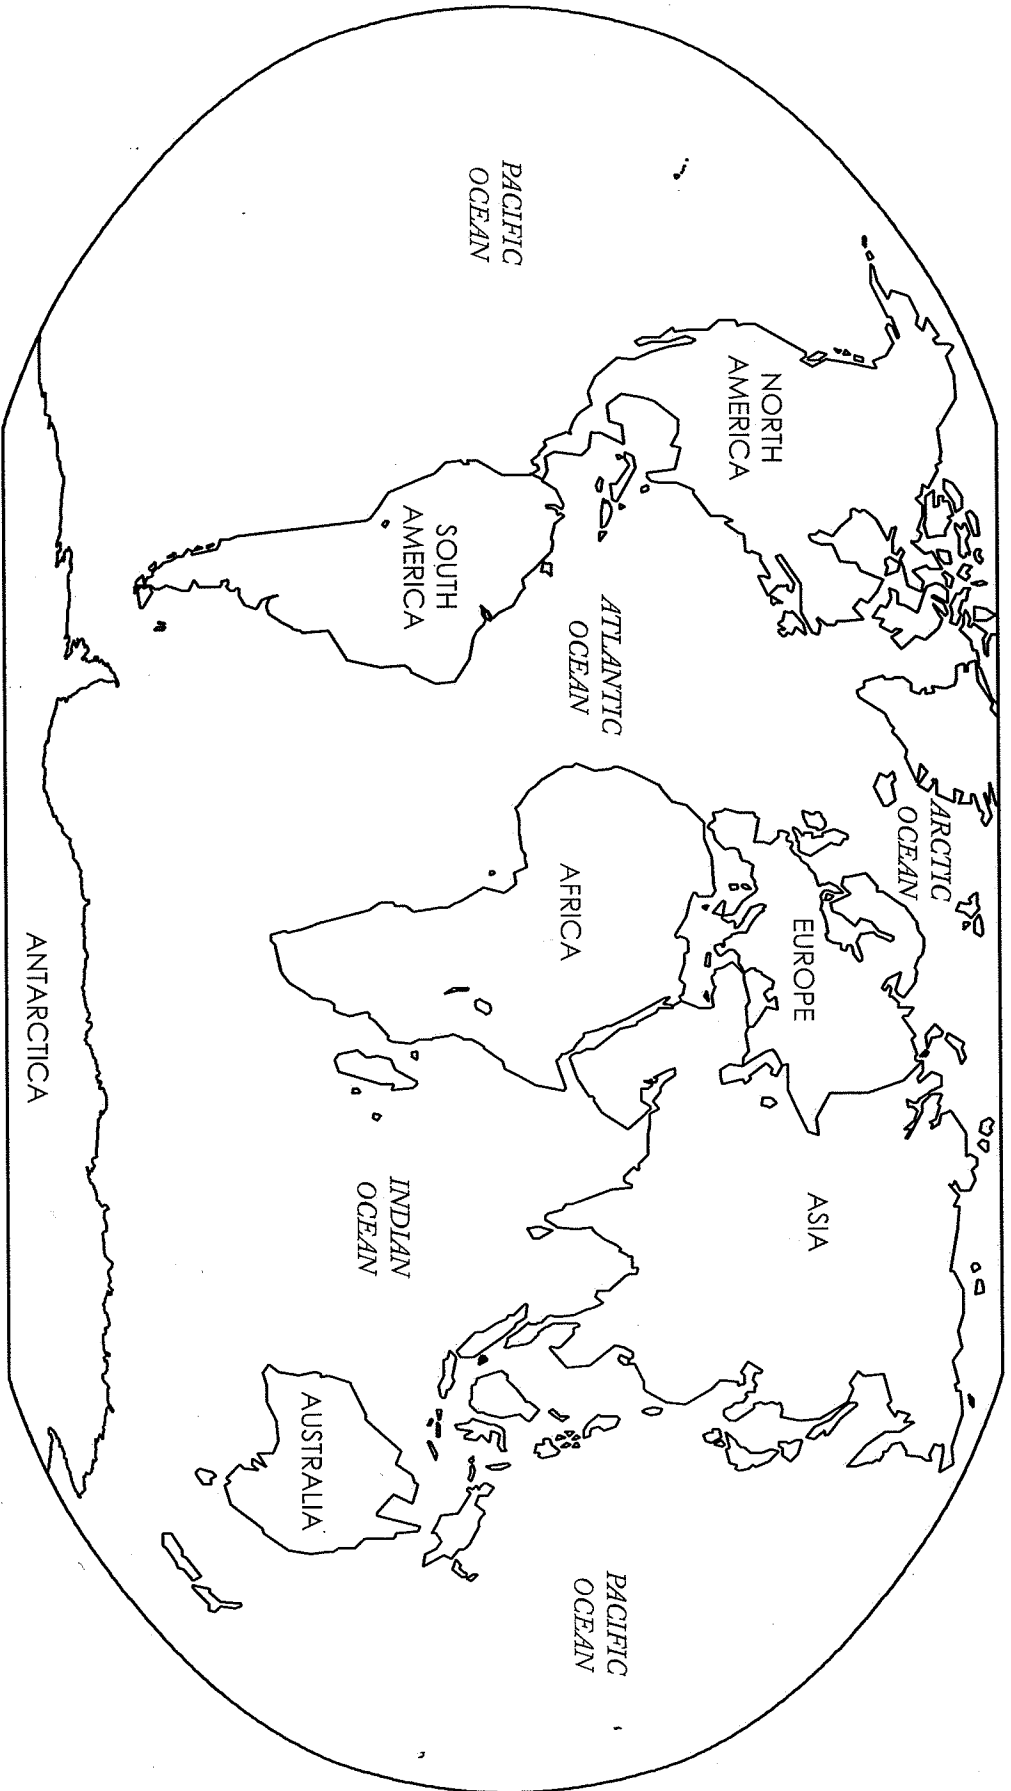 ARCTIC
OCEAN
NORTH
AMERICA
EUROPE
ASIA
ATLANTIC
OCEAN
PACIFIC
OCEAN
AFRICA
PACIFIC
OCEAN
SOUTH
AMERICA
INDIAN
OCEAN
AUSTRALIA
ANTARCTICA